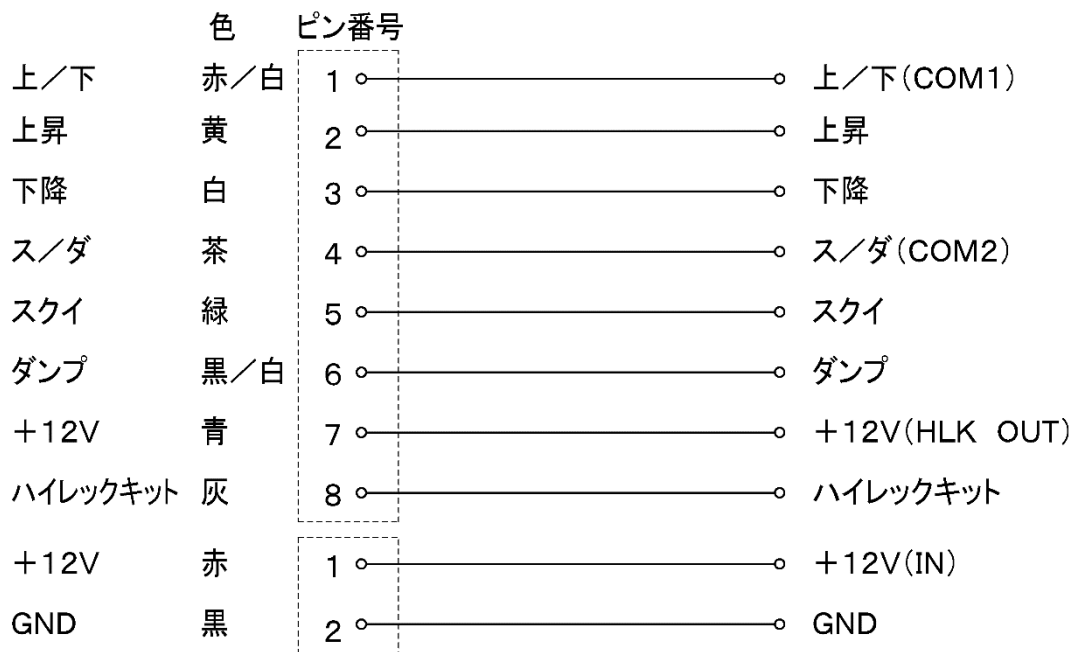 色 ピン番号
上／下 赤／白 1 上／下(COM1)
上昇 黄 2 上昇
下降 白 3 下降
ス／ダ 茶 4 ス／ダ(COM2)
スクイ 緑 5 スクイ
ダンプ 黒／白 6 ダンプ
＋12V 青 7 ＋12V(HLK OUT)
ハイレックキット 灰 8 ハイレックキット
＋12V 赤 1 ＋12V(IN)
GND 黒 2 GND